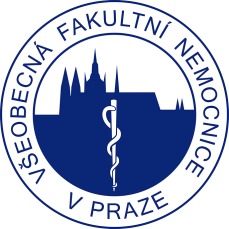 VŠEOBECNÁ FAKULTNÍ NEMOCNICE
V PRAZE